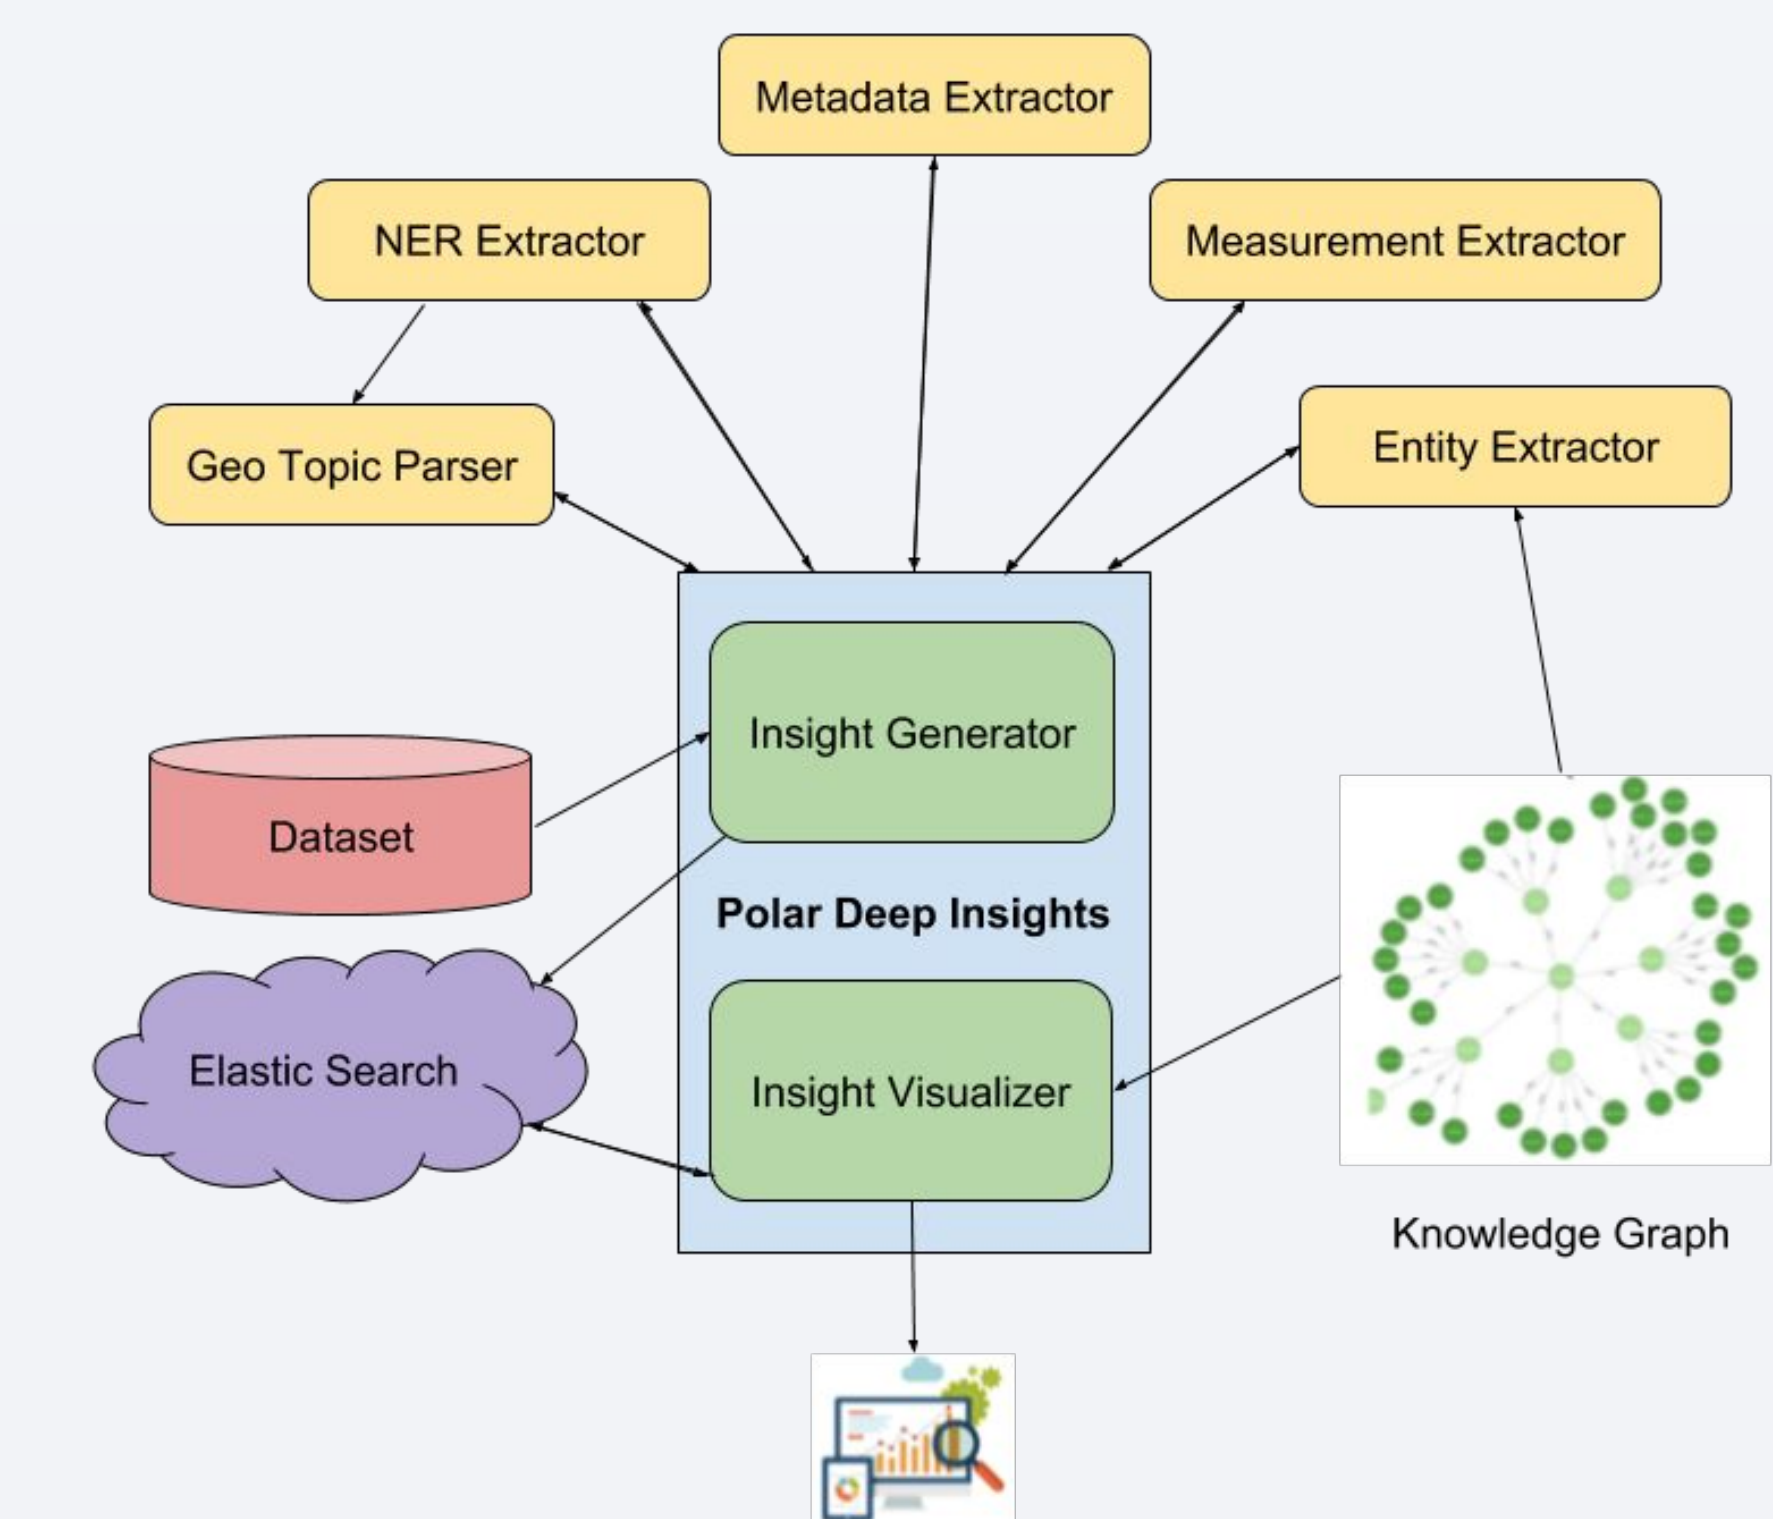 Metadata Extractor
NER Extractor
Measurement Extractor
Geo Topic Parser
Entity Extractor
Insight Generator
Dataset
Polar Deep Insights
Elastic Search
Insight Visualizer
Knowledge Graph